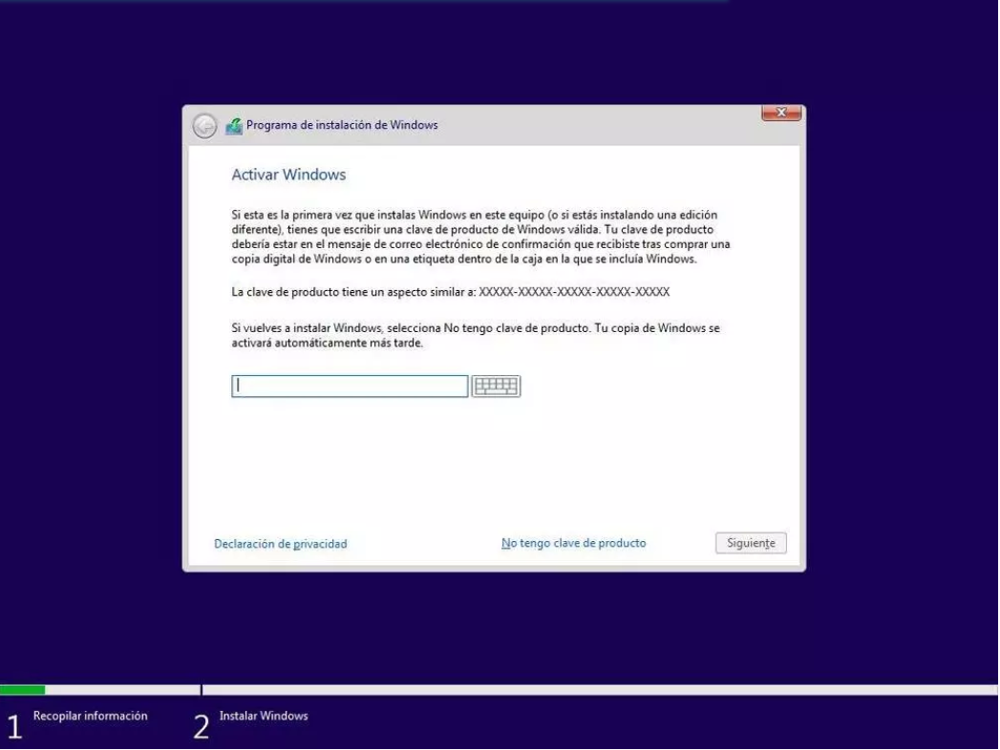 Programa de instalación de Windows
Activar Windows
Si esta es la primera vez que instalas Windows en este equipo (o si estás instalando una edición
diferente), tienes que escribir una clave de producto de Windows válida. Tu clave de producto
debería estar en el mensaje de correo electrónico de confirmación que recibiste tras comprar una
copia digital de Windows o en una etiqueta dentro de la caja en la que se incluía Windows.
La clave de producto tiene un aspecto similar a: XXXXX-XXXXX-XXXXX-XXXXX-XXXXX
Si vuelves a instalar Windows, selecciona No tengo clave de producto. Tu copia de Windows se
activará automáticamente más tarde.
Declaración de privacidad
No tengo clave de producto
Siguiente
1 Recopilar información
2 Instalar Windows